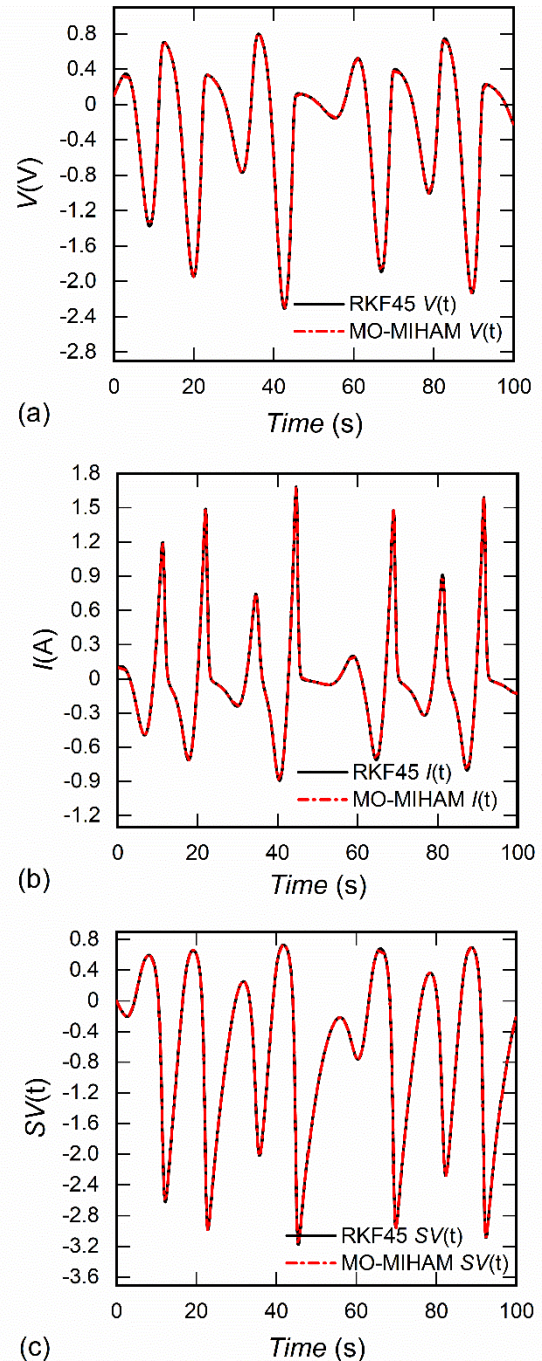 0.8
0
-0.8
-1.2
-1.6
-2.0
-2.4
-2.8
V(V)
RKF45 V(t)
MO-MIHAM V(t)
0 20 40 60 80 100
(a)
Time (s)
1.8
1.5
1.2
0.9
0.6
0.3
0
-0.3
-0.6
-0.9
-1.2
I(A)
RKF45 I(t)
MO-MIHAM I(t)
0 20 40 60 80 100
(b)
Time (s)
0.8
0.4
0
-0.4
-0.8
-1.2
-1.6
-2.0
-2.4
-2.8
-3.2
-3.6
SV(t)
RKF45 SV(t)
MO-MIHAM SV(t)
0 20 40 60 80 100
(c)
Time (s)